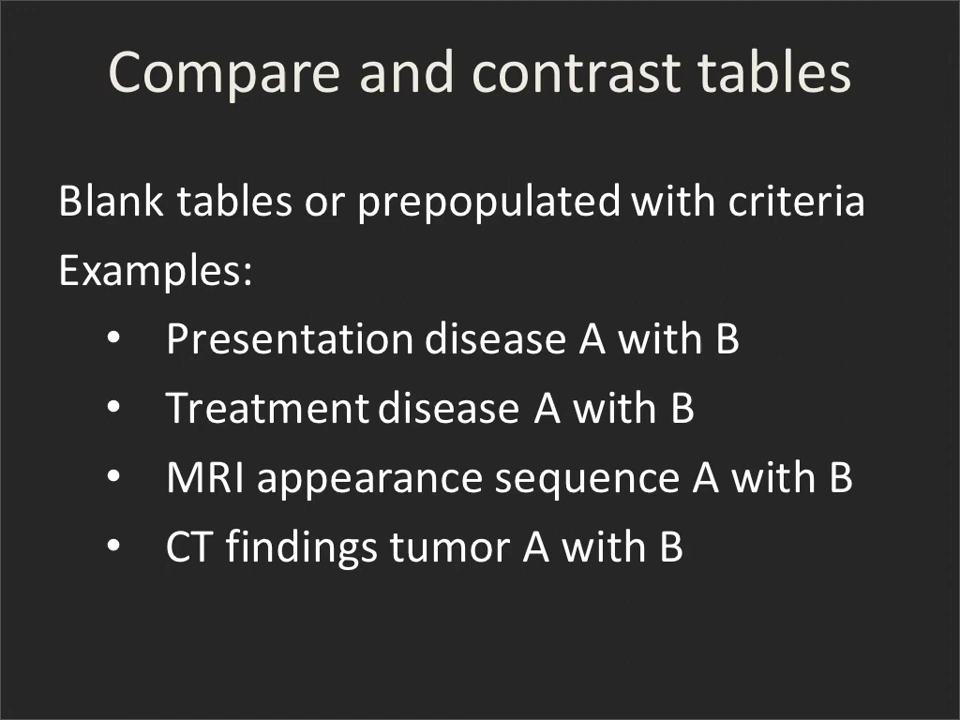 Compare and contrast tables
Blank tables or prepopulated with criteria
Examples:
• Presentation disease A with B
• Treatment disease A with B
• MRI appearance sequence A with B
• CT findings tumor A with B